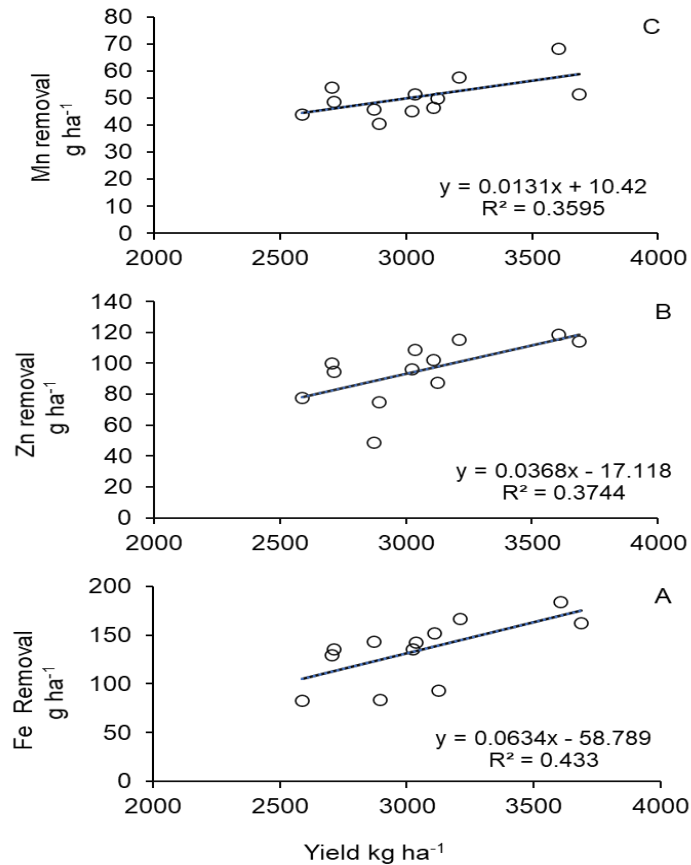 C
Mn removal
g ha⁻¹
80
70
60
50
40
30
20
10
0
y = 0.0131x + 10.42
R² = 0.3595
2000 2500 3000 3500 4000
B
Zn removal
g ha⁻¹
140
120
100
80
60
40
20
0
y = 0.0368x - 17.118
R² = 0.3744
2000 2500 3000 3500 4000
A
Fe Removal
g ha⁻¹
200
150
100
50
0
y = 0.0634x - 58.789
R² = 0.433
2000 2500 3000 3500 4000
Yield kg ha⁻¹